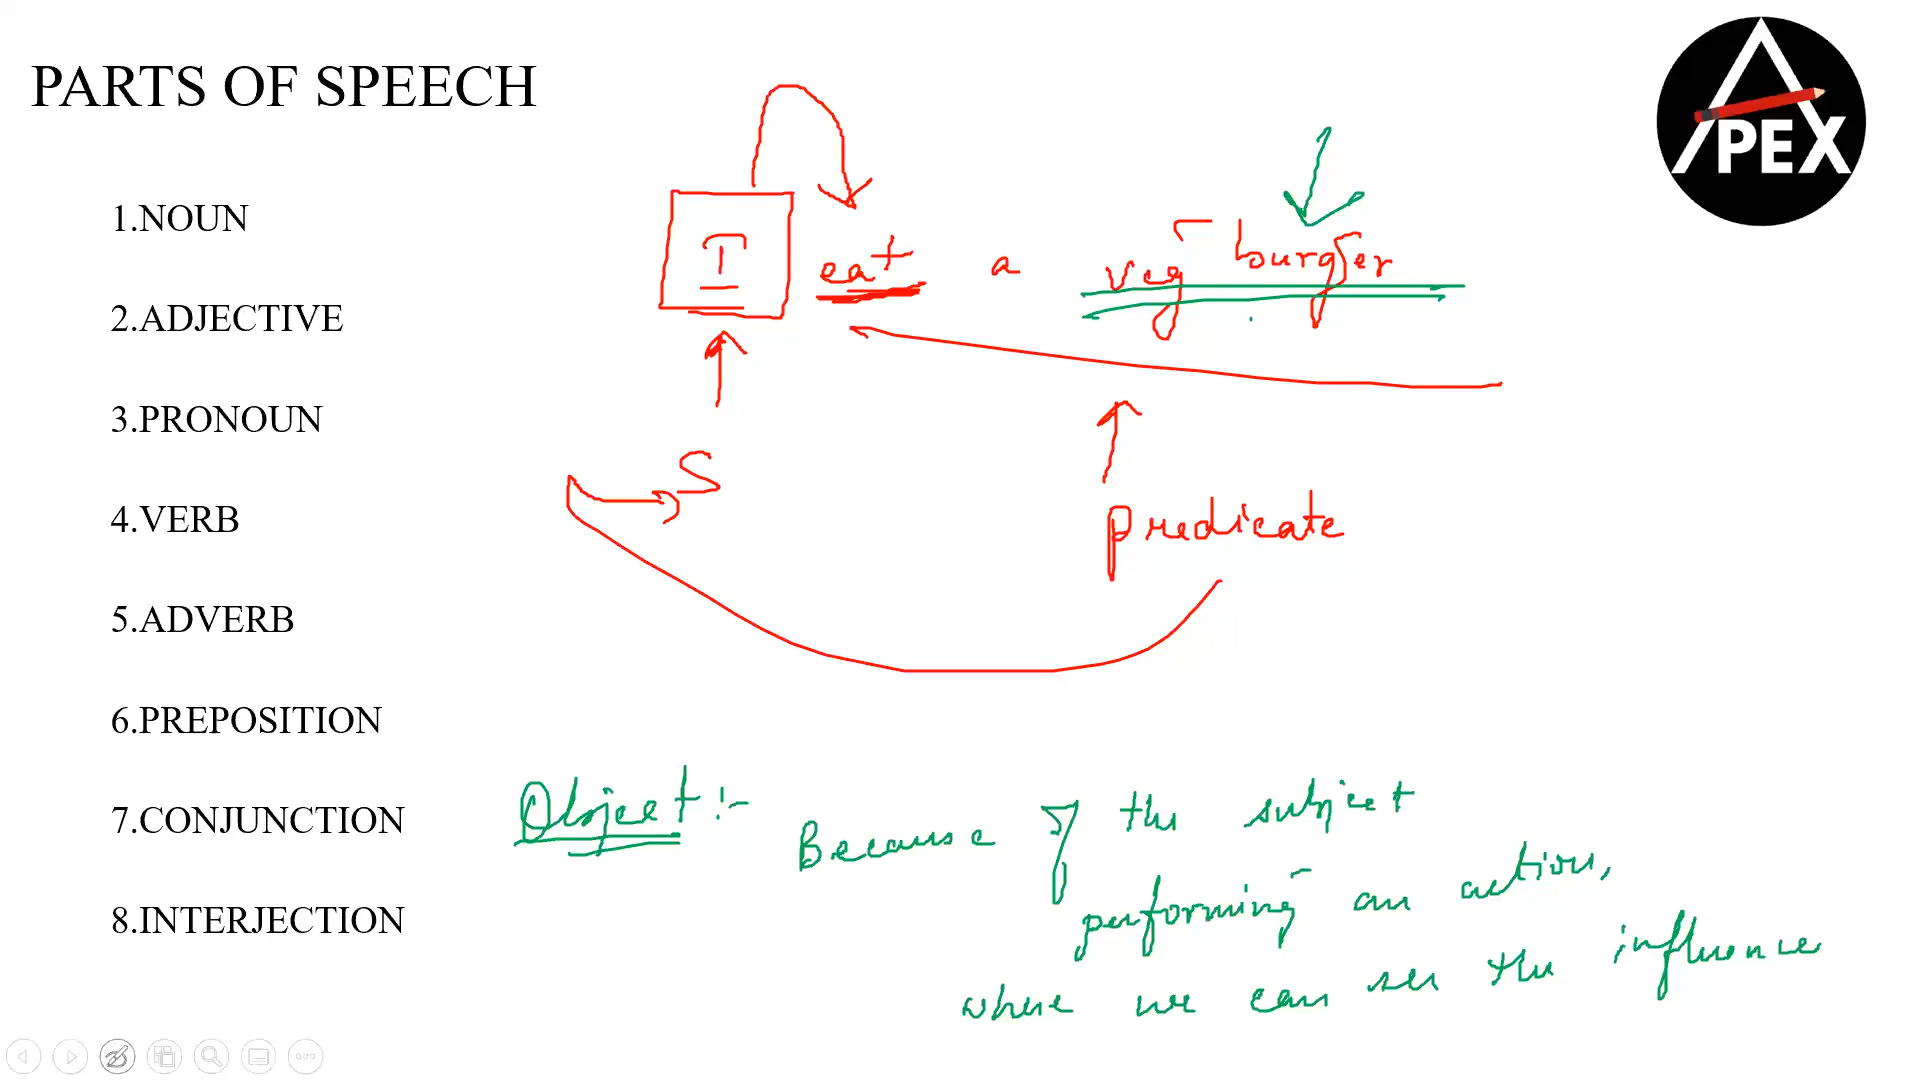 PARTS OF SPEECH
APEX
1.NOUN
2.ADJECTIVE
3.PRONOUN
4.VERB
5.ADVERB
6.PREPOSITION
7.CONJUNCTION
8.INTERJECTION
I eat a veg burger
S
predicate
Object :- Because of the subject
performing an action,
where we can see the influence